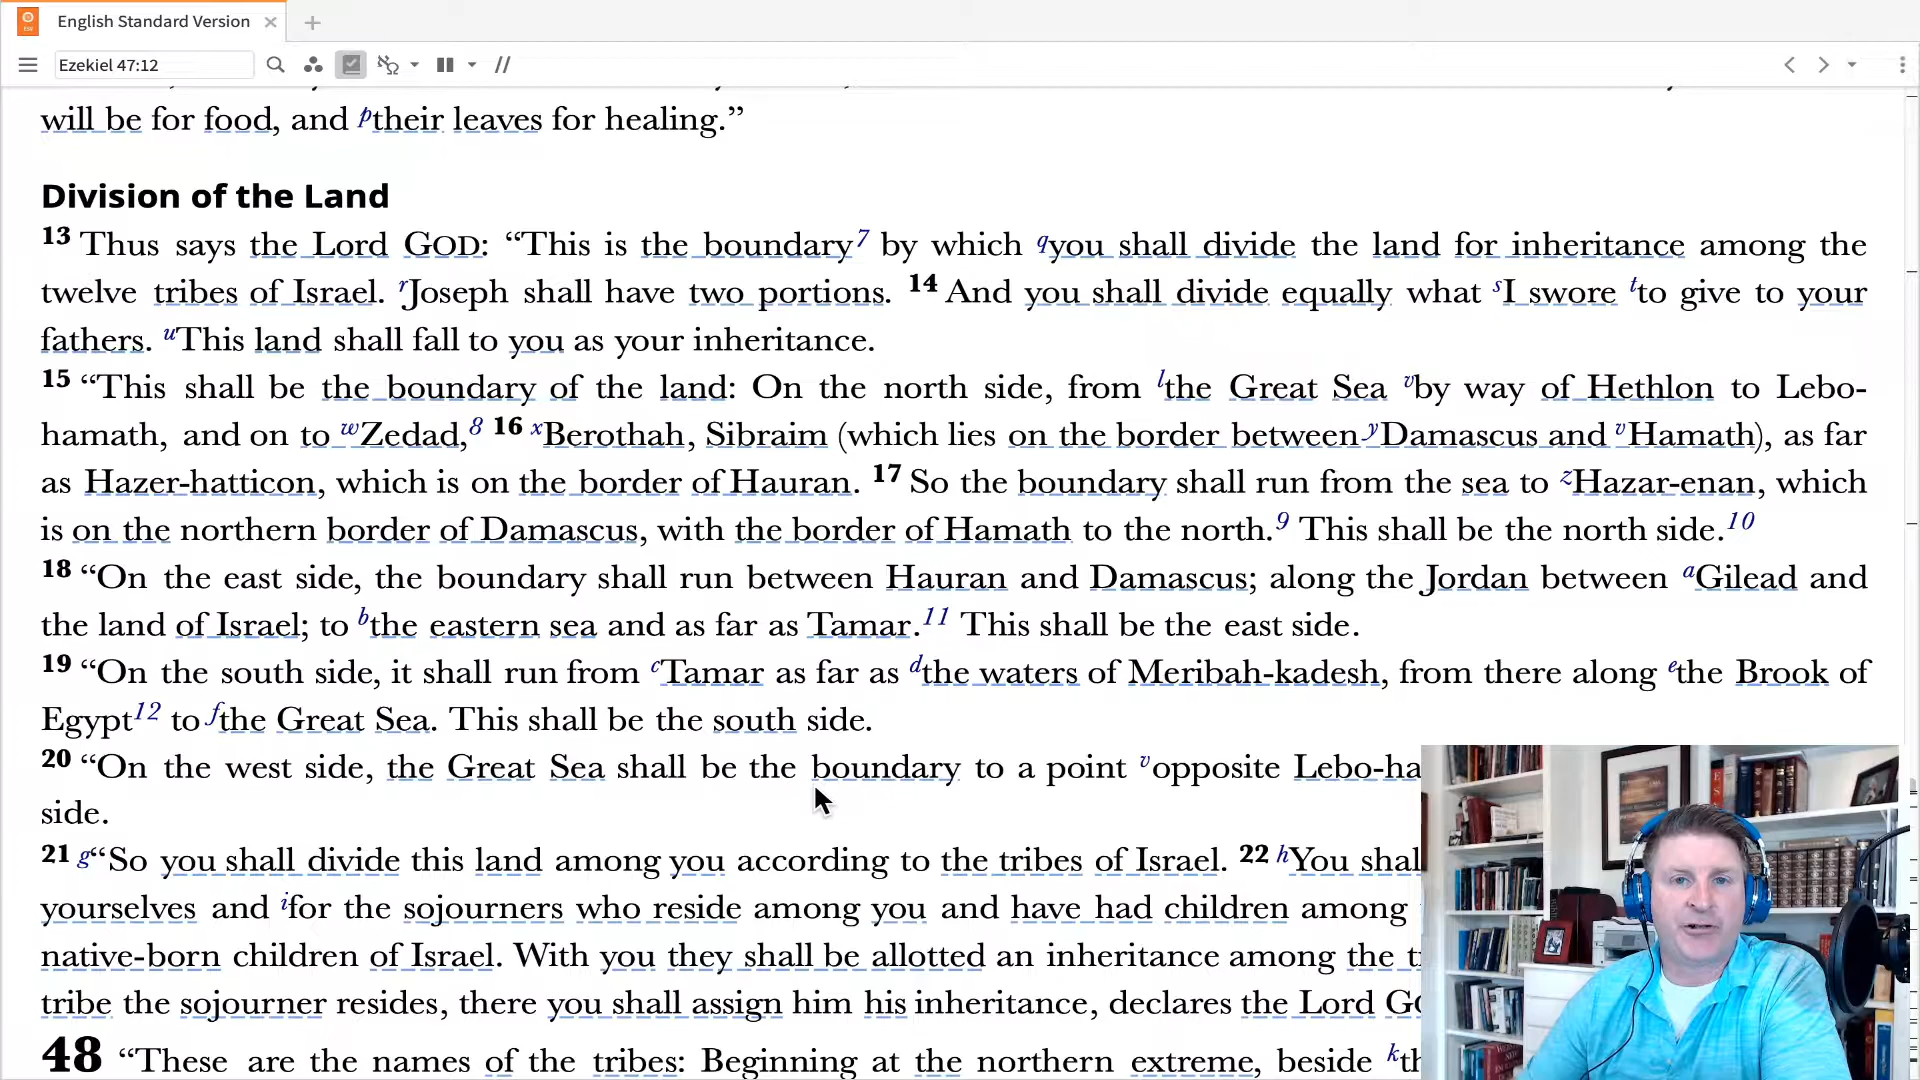 English Standard Version
Ezekiel 47:12
will be for food, and ptheir leaves for healing.”
Division of the Land
13 Thus says the Lord GOD: “This is the boundary7 by which qyou shall divide the land for inheritance among the
twelve tribes of Israel. rJoseph shall have two portions. 14 And you shall divide equally what sI swore tto give to your
fathers. uThis land shall fall to you as your inheritance.
15 “This shall be the boundary of the land: On the north side, from lthe Great Sea vby way of Hethlon to Lebo-
hamath, and on to wZedad,8 16 xBerothah, Sibraim (which lies on the border between yDamascus and vHamath), as far
as Hazer-hatticon, which is on the border of Hauran. 17 So the boundary shall run from the sea to zHazar-enan, which
is on the northern border of Damascus, with the border of Hamath to the north.9 This shall be the north side.10
18 “On the east side, the boundary shall run between Hauran and Damascus; along the Jordan between aGilead and
the land of Israel; to bthe eastern sea and as far as Tamar.11 This shall be the east side.
19 “On the south side, it shall run from cTamar as far as dthe waters of Meribah-kadesh, from there along ethe Brook of
Egypt12 to fthe Great Sea. This shall be the south side.
20 “On the west side, the Great Sea shall be the boundary to a point vopposite Lebo-ha
side.
21 g“So you shall divide this land among you according to the tribes of Israel. 22 hYou shal
yourselves and ifor the sojourners who reside among you and have had children among
native-born children of Israel. With you they shall be allotted an inheritance among the t
tribe the sojourner resides, there you shall assign him his inheritance, declares the Lord G
48 “These are the names of the tribes: Beginning at the northern extreme, beside kth